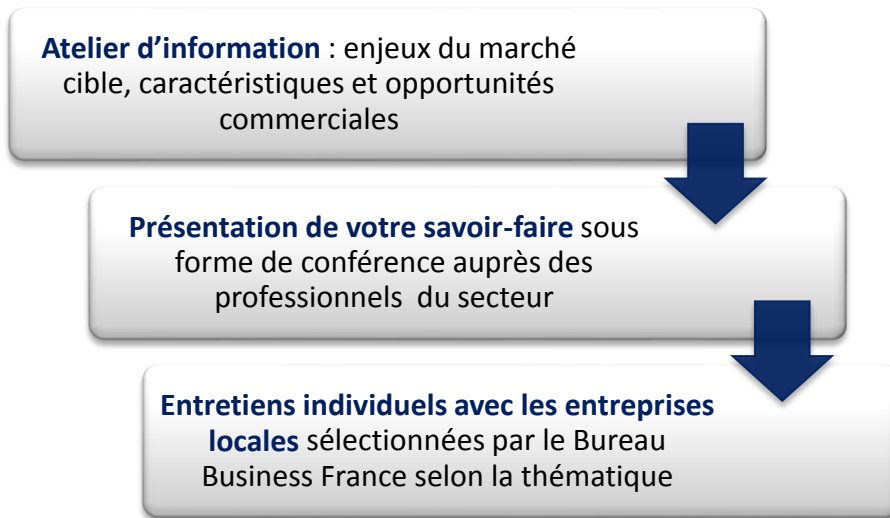 Atelier d’information : enjeux du marché
cible, caractéristiques et opportunités
commerciales
Présentation de votre savoir-faire sous
forme de conférence auprès des
professionnels  du secteur
Entretiens individuels avec les entreprises
locales sélectionnées par le Bureau
Business France selon la thématique